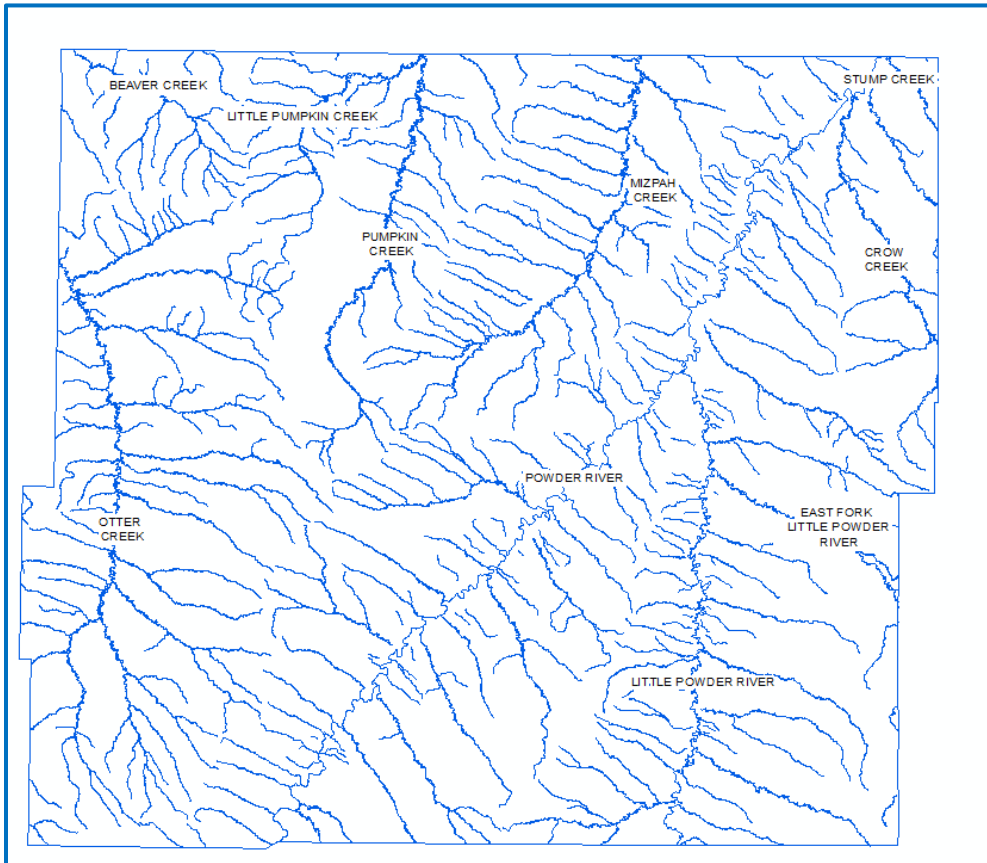 BEAVER CREEK
STUMP CREEK
LITTLE PUMPKIN CREEK
MIZPAH
CREEK
PUMPKIN
CREEK
CROW
CREEK
POWDER RIVER
OTTER
CREEK
EAST FORK
LITTLE POWDER
RIVER
LITTLE POWDER RIVER